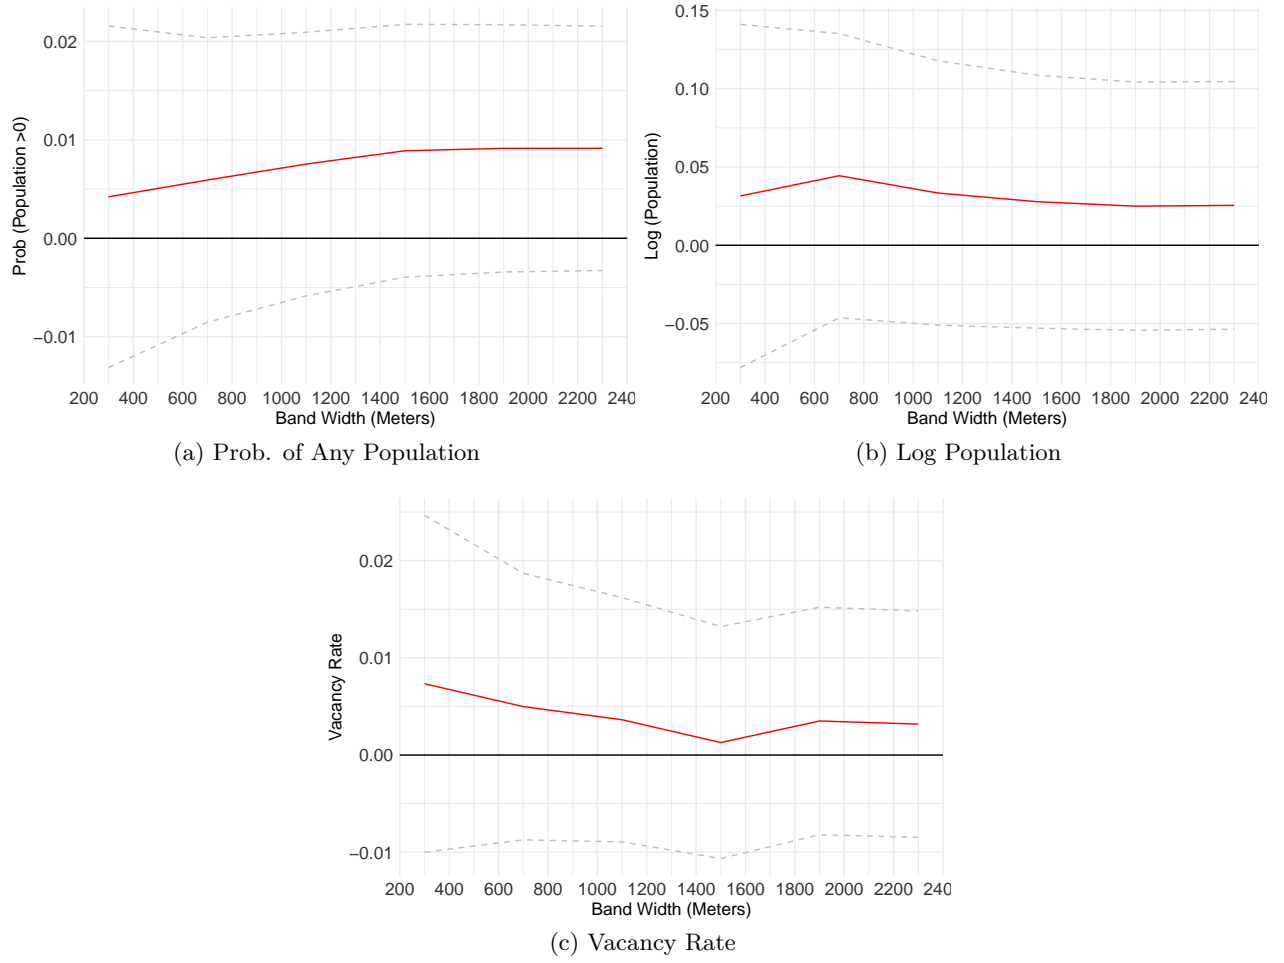 0.02
0.01
0.00
−0.01
Prob (Population >0)
200 400 600 800 1000 1200 1400 1600 1800 2000 2200 240
Band Width (Meters)
(a) Prob. of Any Population
0.15
0.10
0.05
0.00
−0.05
Log (Population)
200 400 600 800 1000 1200 1400 1600 1800 2000 2200 240
Band Width (Meters)
(b) Log Population
0.02
0.01
0.00
−0.01
Vacancy Rate
200 400 600 800 1000 1200 1400 1600 1800 2000 2200 240
Band Width (Meters)
(c) Vacancy Rate